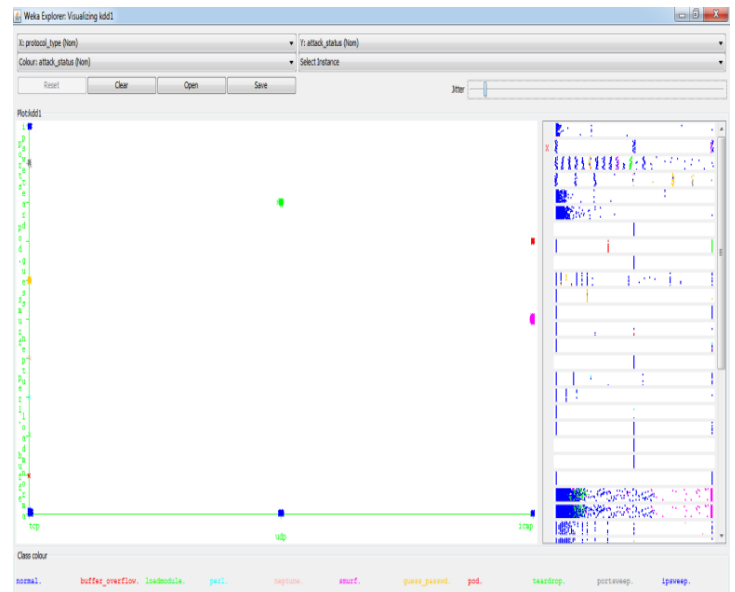 Weka Explorer: Visualizing kdd1
X: protocol_type (Nom)
Y: attack_status (Nom)
Colour: attack_status (Nom)
Select Instance
Reset
Clear
Open
Save
Jitter
Plot:kdd1
X
tcp
udp
icmp
Class colour
normal.
buffer_overflow.
loadmodule.
perl.
neptune.
smurf.
guess_passwd.
pod.
teardrop.
portsweep.
ipsweep.